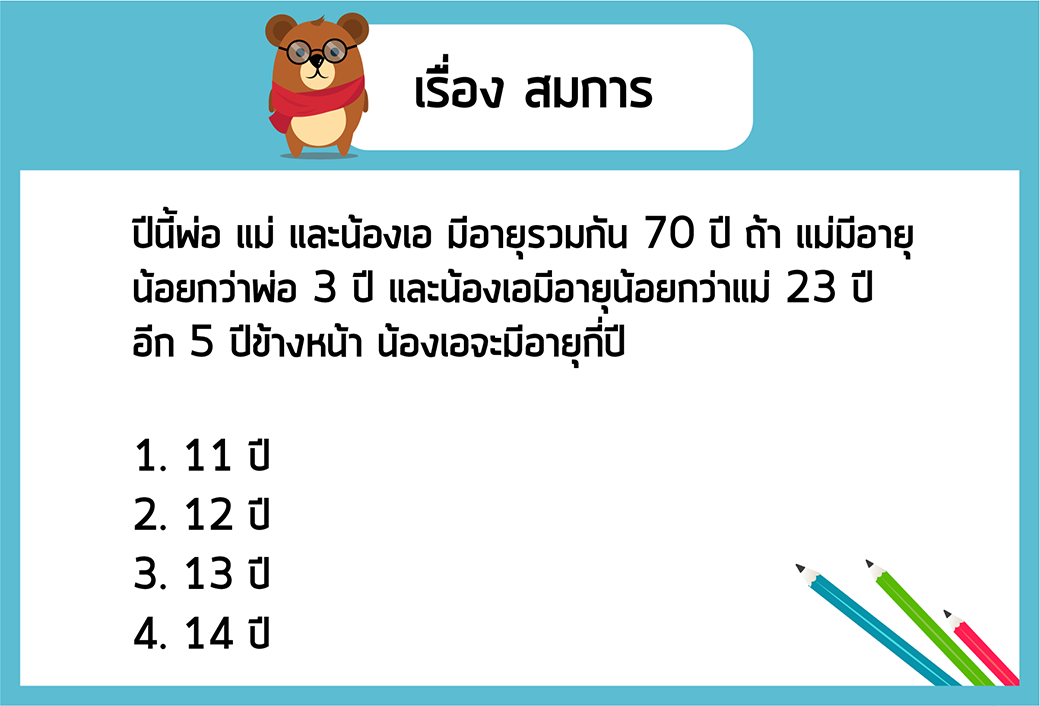 เรื่อง สมการ
ปีนี้พ่อ แม่ และน้องเอ มีอายุรวมกัน 70 ปี ถ้า แม่มีอายุ
น้อยกว่าพ่อ 3 ปี และน้องเอมีอายุน้อยกว่าแม่ 23 ปี
อีก 5 ปีข้างหน้า น้องเอจะมีอายุกี่ปี
1. 11 ปี
2. 12 ปี
3. 13 ปี
4. 14 ปี